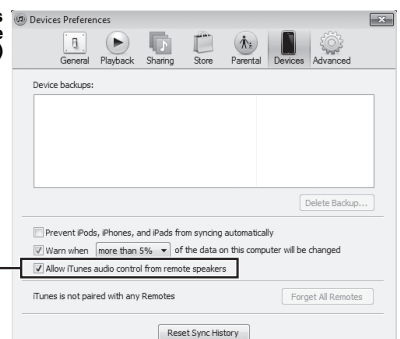 s
e
)
Devices Preferences
General Playback Sharing Store Parental Devices Advanced
Device backups:
Delete Backup...
Prevent iPods, iPhones, and iPads from syncing automatically
Warn when more than 5% of the data on this computer will be changed
Allow iTunes audio control from remote speakers
iTunes is not paired with any Remotes Forget All Remotes
Reset Sync History